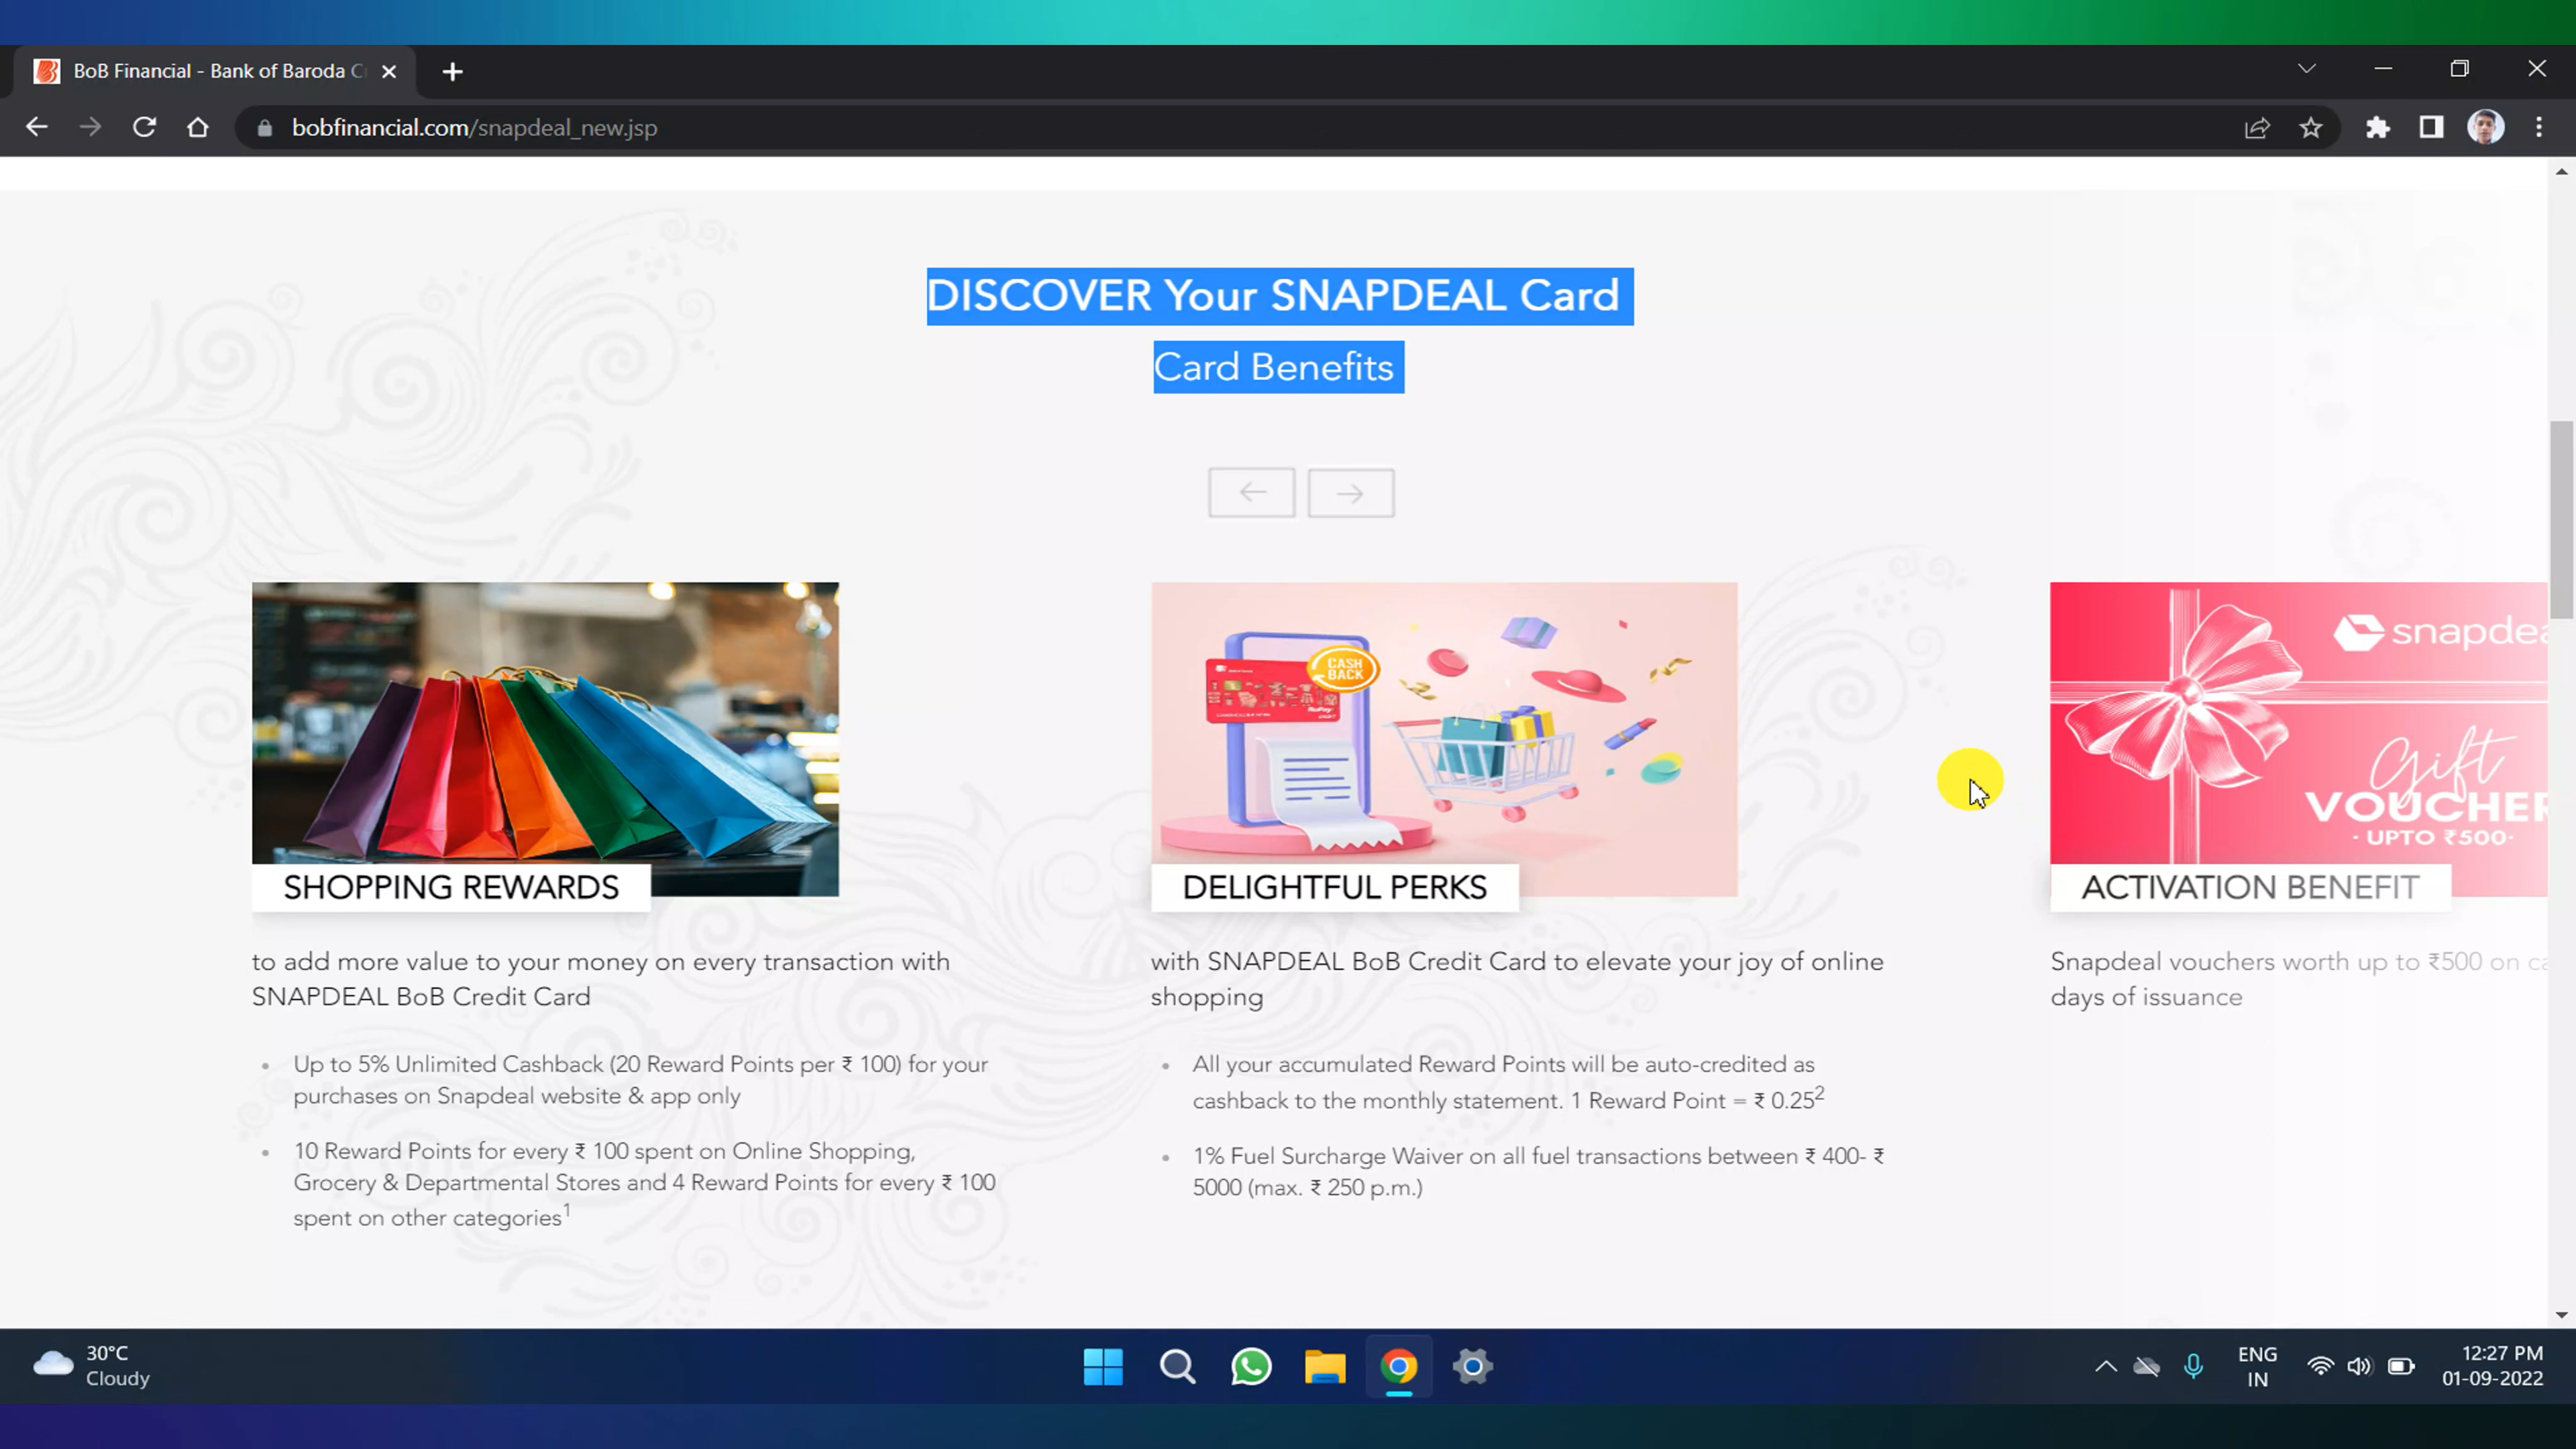 BoB Financial - Bank of Baroda C
bobfinancial.com/snapdeal_new.jsp
DISCOVER Your SNAPDEAL Card
Card Benefits
CASH
BACK
RuPay
snapdea
Gift
VOUCHER
· UPTO ₹500·
SHOPPING REWARDS
DELIGHTFUL PERKS
ACTIVATION BENEFIT
to add more value to your money on every transaction with
SNAPDEAL BoB Credit Card
with SNAPDEAL BoB Credit Card to elevate your joy of online
shopping
Snapdeal vouchers worth up to ₹500 on ca
days of issuance
• Up to 5% Unlimited Cashback (20 Reward Points per ₹ 100) for your
purchases on Snapdeal website & app only
• 10 Reward Points for every ₹ 100 spent on Online Shopping,
Grocery & Departmental Stores and 4 Reward Points for every ₹ 100
spent on other categories1
• All your accumulated Reward Points will be auto-credited as
cashback to the monthly statement. 1 Reward Point = ₹ 0.252
• 1% Fuel Surcharge Waiver on all fuel transactions between ₹ 400- ₹
5000 (max. ₹ 250 p.m.)
30°C
Cloudy
ENG
IN
12:27 PM
01-09-2022